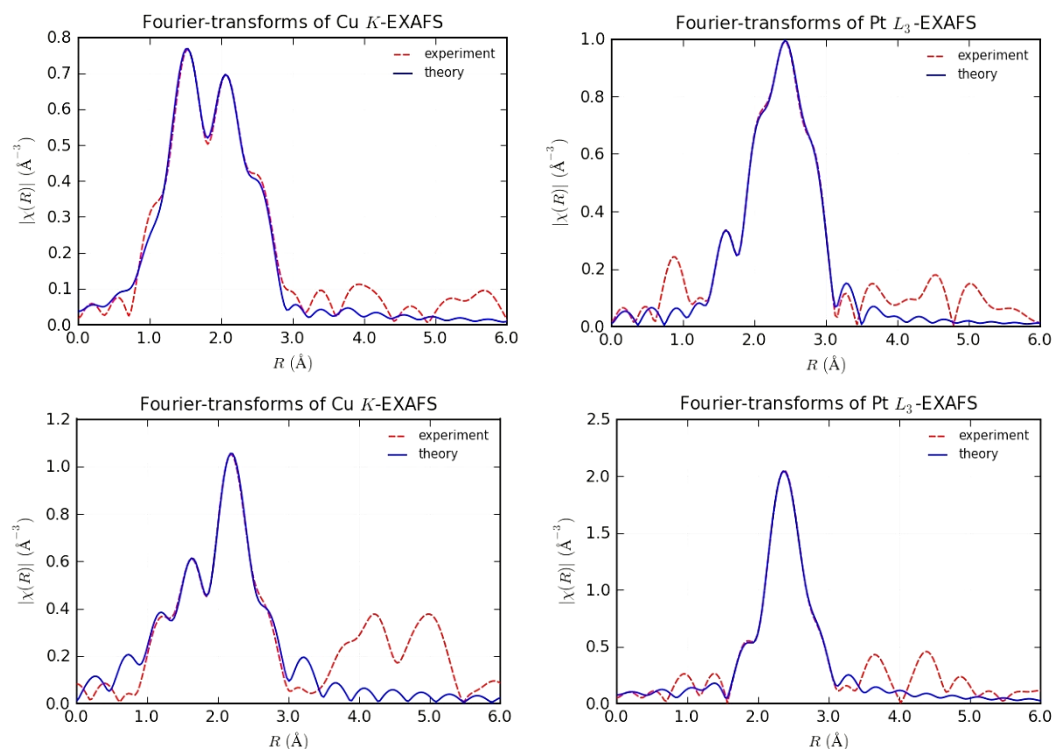 Fourier-transforms of Cu K-EXAFS
experiment
theory
|χ(R)| (Å⁻³)
0.8
0.7
0.6
0.5
0.4
0.3
0.2
0.1
0.0
0.0 1.0 2.0 3.0 4.0 5.0 6.0
R (Å)
Fourier-transforms of Pt L₃-EXAFS
experiment
theory
|χ(R)| (Å⁻³)
1.0
0.8
0.6
0.4
0.2
0.0
0.0 1.0 2.0 3.0 4.0 5.0 6.0
R (Å)
Fourier-transforms of Cu K-EXAFS
experiment
theory
|χ(R)| (Å⁻³)
1.2
1.0
0.8
0.6
0.4
0.2
0.0
0.0 1.0 2.0 3.0 4.0 5.0 6.0
R (Å)
Fourier-transforms of Pt L₃-EXAFS
experiment
theory
|χ(R)| (Å⁻³)
2.5
2.0
1.5
1.0
0.5
0.0
0.0 1.0 2.0 3.0 4.0 5.0 6.0
R (Å)